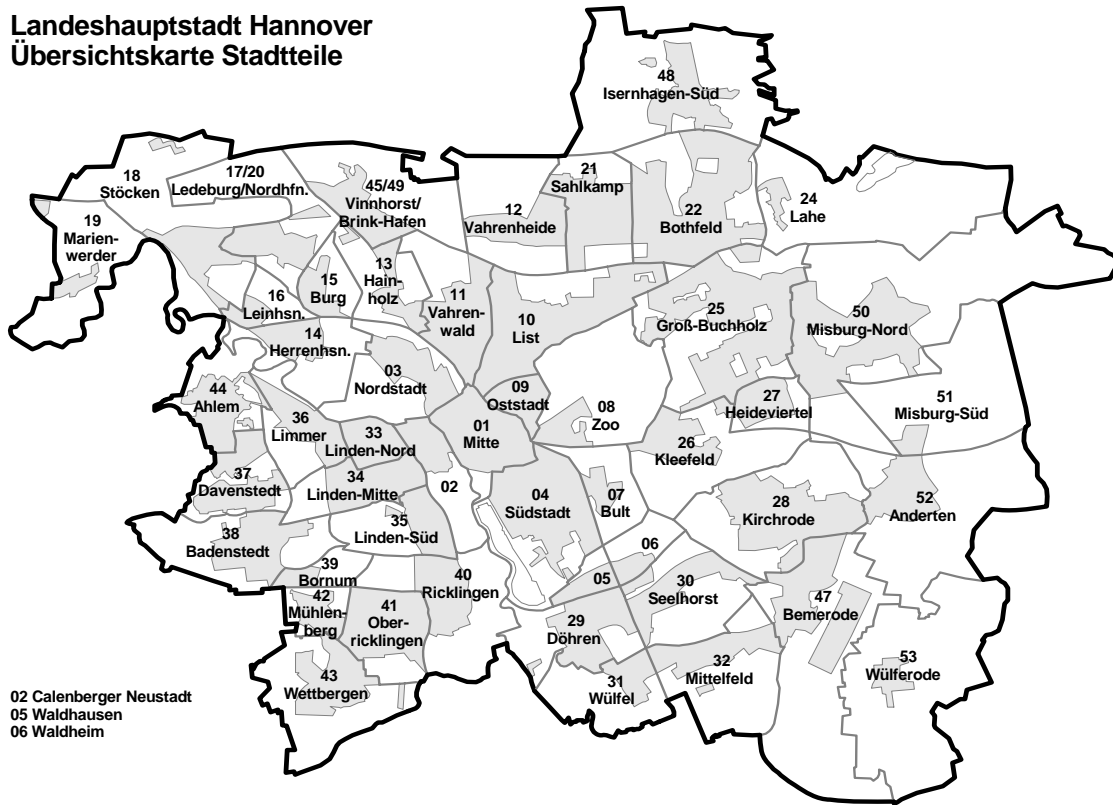 Landeshauptstadt Hannover
Übersichtskarte Stadtteile
48
Isernhagen-Süd
18
Stöcken
17/20
Ledeburg/Nordhfn.
45/49
Vinnhorst/
Brink-Hafen
21
Sahlkamp
12
Vahrenheide
22
Bothfeld
24
Lahe
19
Marien-
werder
13
Hain-
holz
15
Burg
16
Leinhsn.
11
Vahren-
wald
10
List
25
Groß-Buchholz
50
Misburg-Nord
14
Herrenhsn.
03
Nordstadt
09
Oststadt
08
Zoo
27
Heideviertel
51
Misburg-Süd
44
Ahlem
36
Limmer
33
Linden-Nord
01
Mitte
26
Kleefeld
37
Davenstedt
34
Linden-Mitte
02
04
Südstadt
07
Bult
28
Kirchrode
52
Anderten
38
Badenstedt
35
Linden-Süd
06
05
39
Bornum
40
Ricklingen
30
Seelhorst
47
Bemerode
42
Mühlen-
berg
41
Ober-
ricklingen
29
Döhren
43
Wettbergen
31
Wülfel
32
Mittelfeld
53
Wülferode
02 Calenberger Neustadt
05 Waldhausen
06 Waldheim